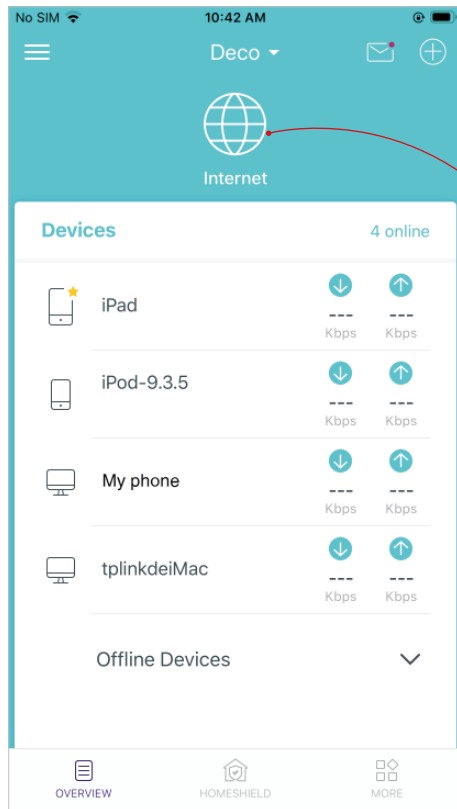 No SIM 10:42 AM
Deco
Internet
Devices 4 online
iPad
--- ---
Kbps Kbps
iPod-9.3.5
--- ---
Kbps Kbps
My phone
--- ---
Kbps Kbps
tplinkdeiMac
--- ---
Kbps Kbps
Offline Devices
OVERVIEW HOMESHIELD MORE